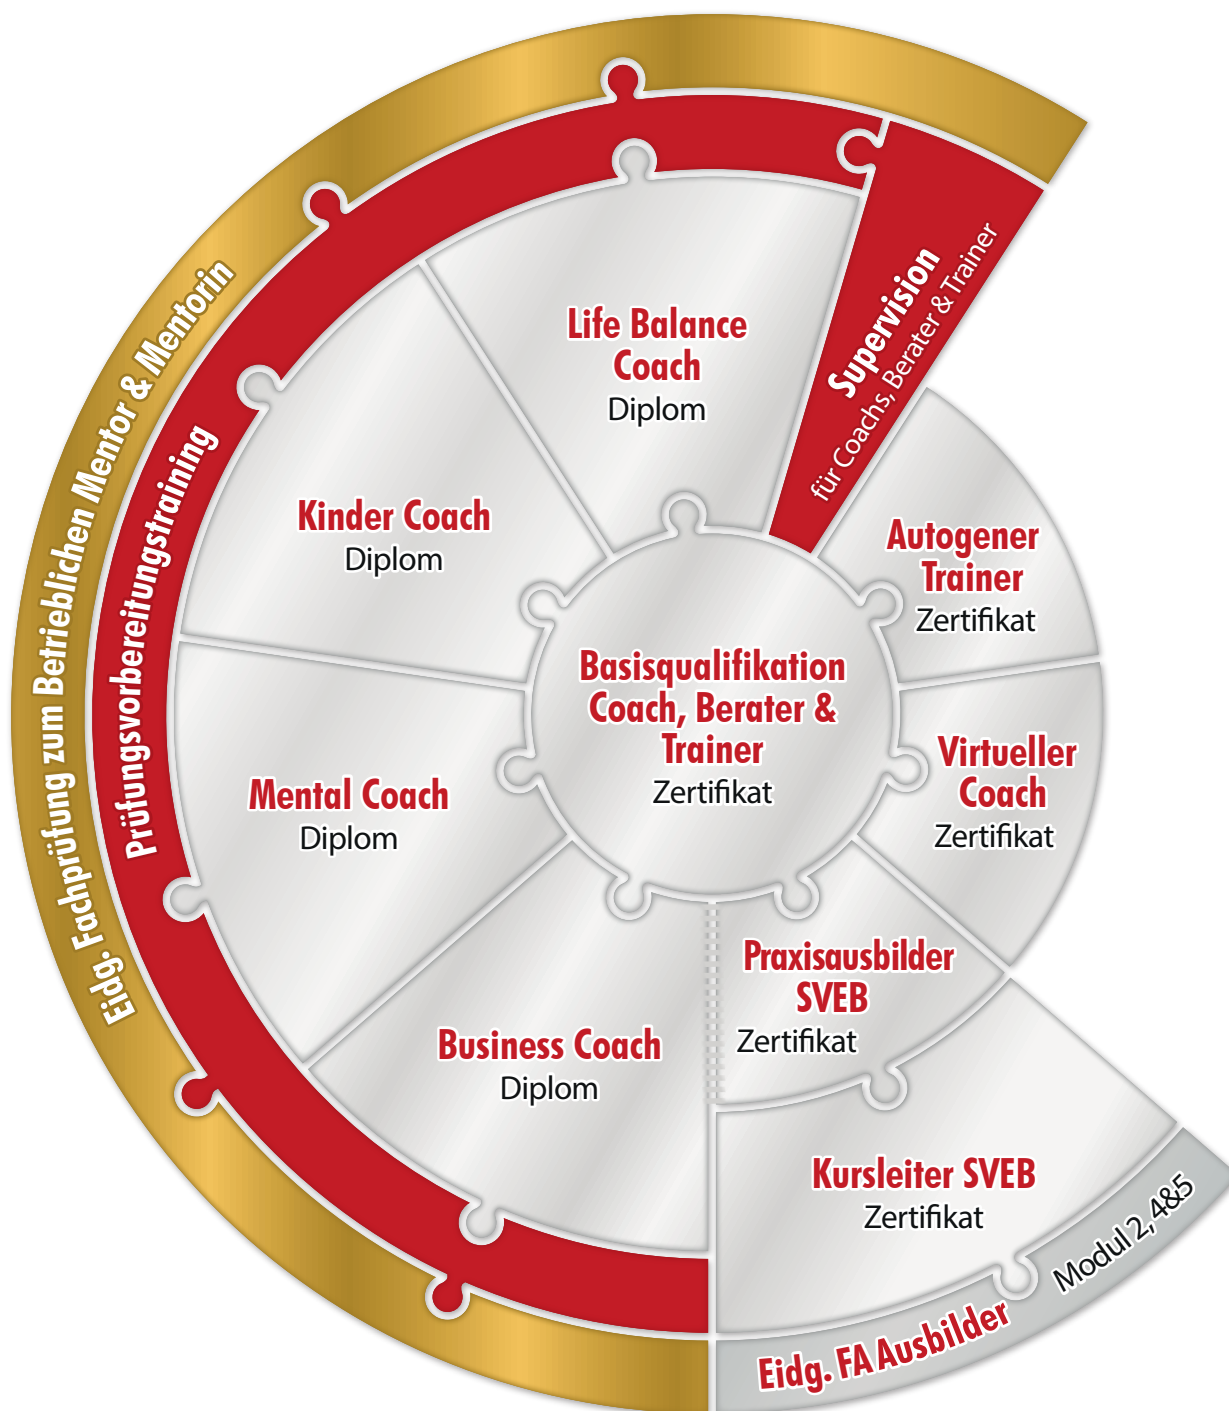 Eidg. Fachprüfung zum Betrieblichen Mentor & Mentorin
Prüfungsvorbereitungstraining
Supervision
für Coachs, Berater & Trainer
Life Balance
Coach
Diplom
Kinder Coach
Diplom
Mental Coach
Diplom
Business Coach
Diplom
Basisqualifikation
Coach, Berater &
Trainer
Zertifikat
Autogener
Trainer
Zertifikat
Virtueller
Coach
Zertifikat
Praxisausbilder
SVEB
Zertifikat
Kursleiter SVEB
Zertifikat
Eidg. FA Ausbilder
Modul 2, 4&5